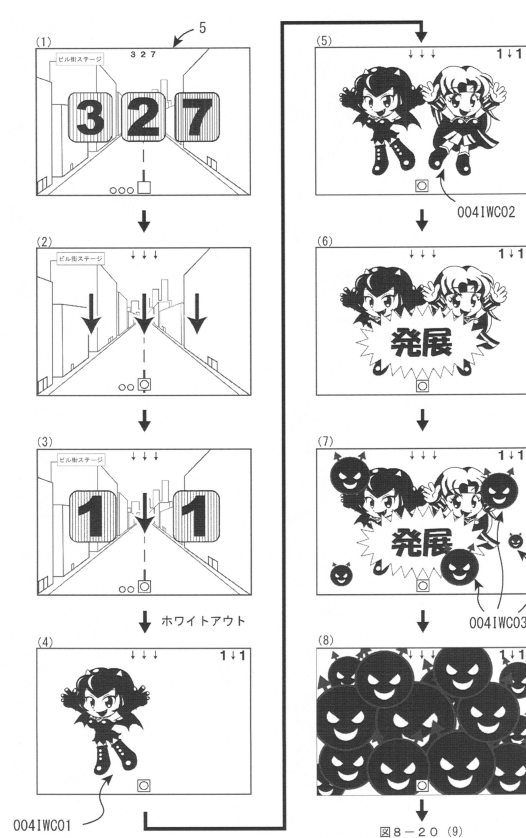 (1)
5
ビル街ステージ
3 2 7
3 2 7
(2)
ビル街ステージ
↓ ↓ ↓
(3)
ビル街ステージ
↓ ↓ ↓
1 1
ホワイトアウト
(4)
↓ ↓ ↓
1↓1
004IWC01
(5)
↓ ↓ ↓
1↓1
004IWC02
(6)
↓ ↓ ↓
1↓1
発展
(7)
↓ ↓ ↓
1↓1
発展
004IWC03
(8)
1↓1
図8-20 (9)